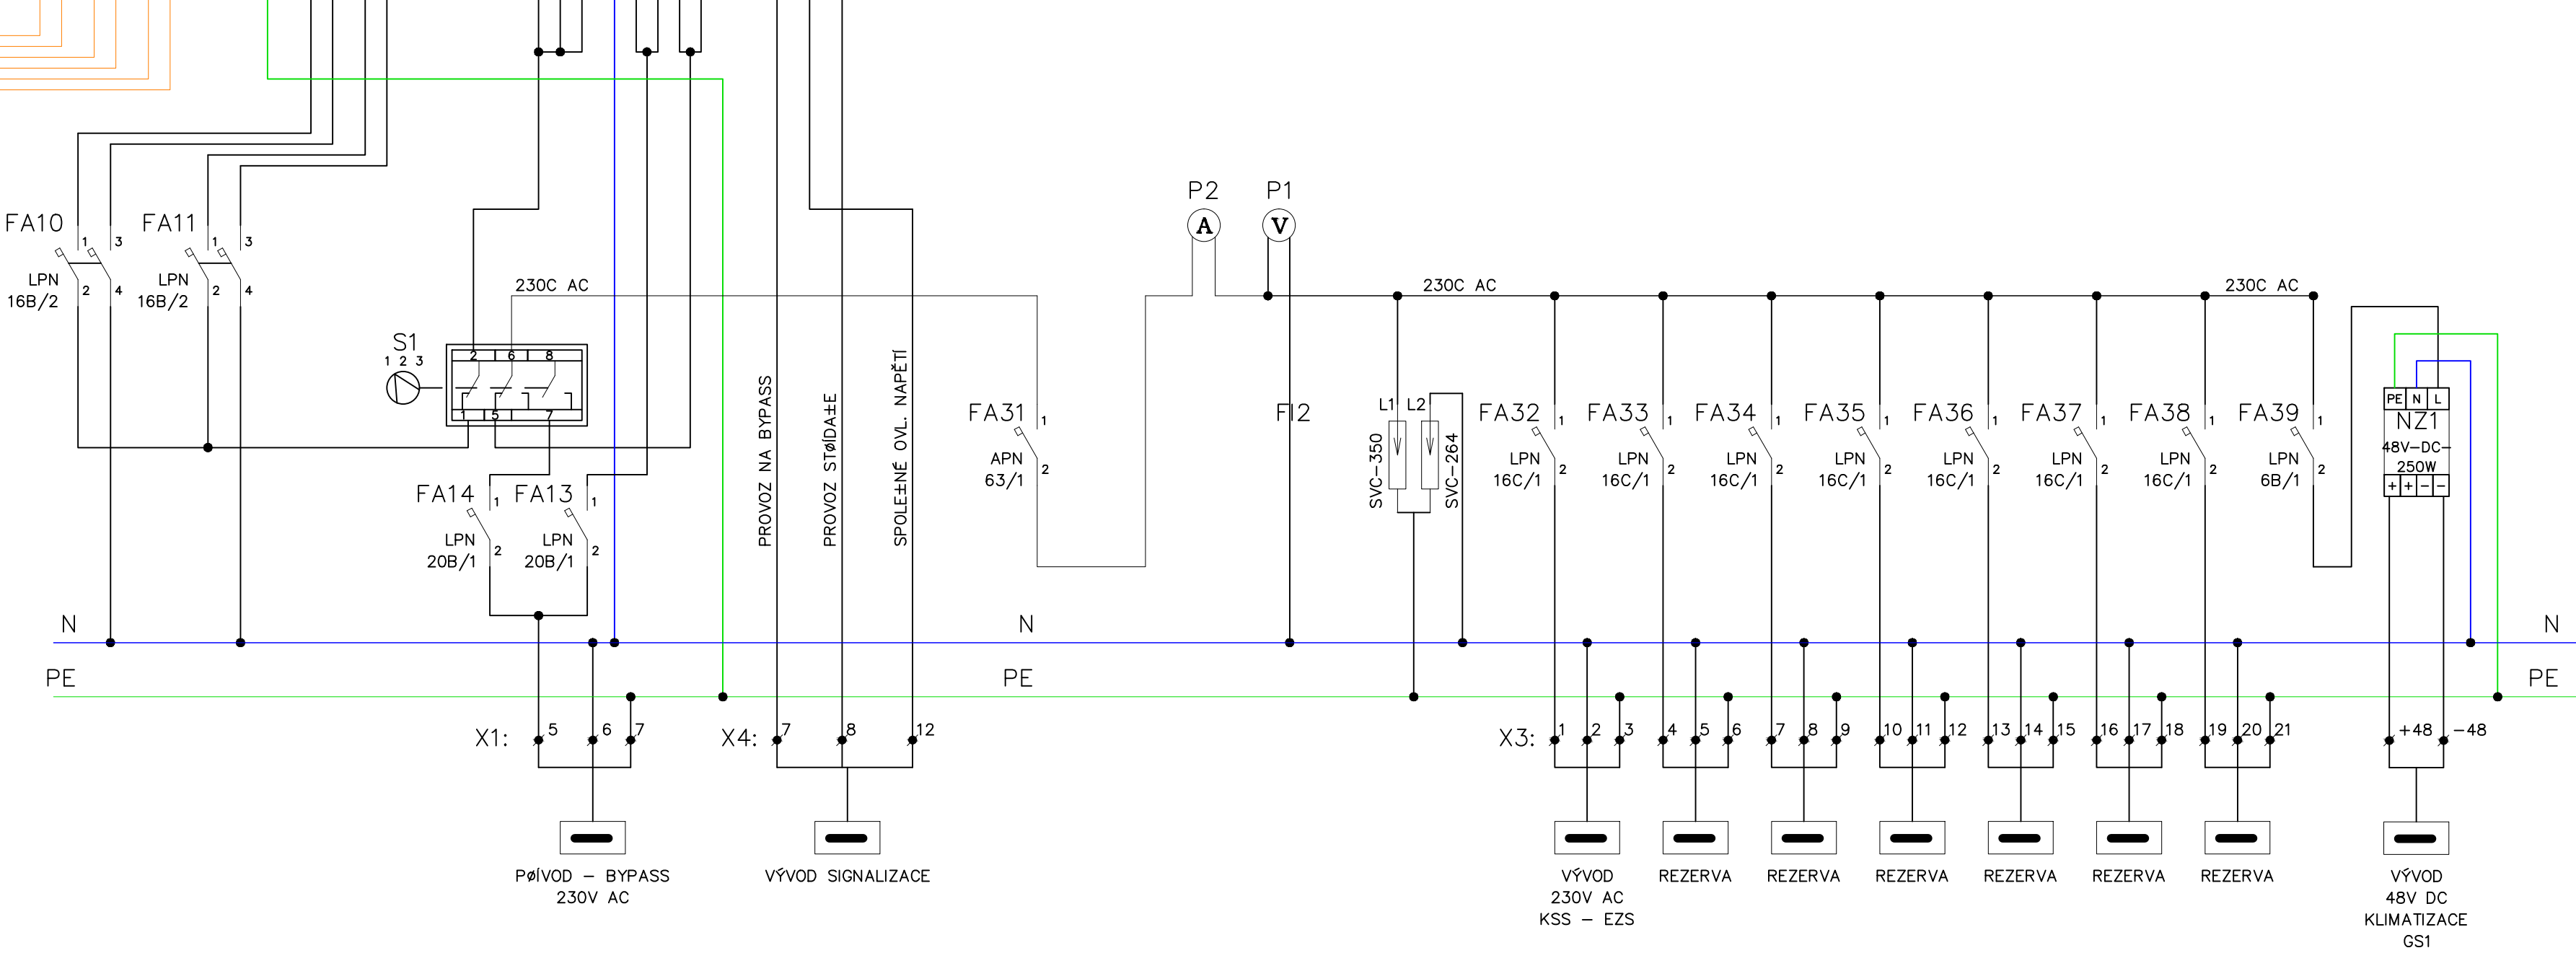 P2
P1
A
V
FA10
1
3
LPN
16B/2
2
4
FA11
1
3
LPN
16B/2
2
4
230C AC
230C AC
230C AC
S1
1 2 3
2
6
8
1
5
7
PROVOZ NA BYPASS
PROVOZ STØÍDA±E
SPOLE±NÉ OVL. NAPĚTÍ
FA31
1
APN
63/1
2
FI2
L1
L2
SVC-350
SVC-264
FA32
1
LPN
16C/1
2
FA33
1
LPN
16C/1
2
FA34
1
LPN
16C/1
2
FA35
1
LPN
16C/1
2
FA36
1
LPN
16C/1
2
FA37
1
LPN
16C/1
2
FA38
1
LPN
16C/1
2
FA39
1
LPN
6B/1
2
PE N L
NZ1
48V-DC-
250W
+ + - -
FA14
1
LPN
20B/1
2
FA13
1
LPN
20B/1
2
N
N
N
PE
PE
PE
X1:
5
6
7
X4:
7
8
12
X3:
1
2
3
4
5
6
7
8
9
10
11
12
13
14
15
16
17
18
19
20
21
+48
-48
PØÍVOD - BYPASS
230V AC
VÝVOD SIGNALIZACE
VÝVOD
230V AC
KSS - EZS
REZERVA
REZERVA
REZERVA
REZERVA
REZERVA
REZERVA
VÝVOD
48V DC
KLIMATIZACE
GS1